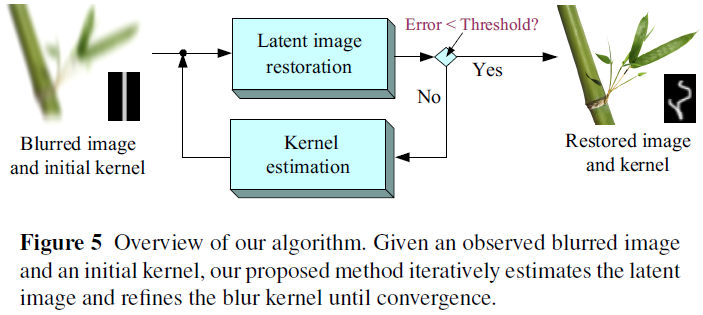 Error < Threshold?
Latent image
restoration
Yes
No
Kernel
estimation
Blurred image
and initial kernel
Restored image
and kernel
Figure 5 Overview of our algorithm. Given an observed blurred image
and an initial kernel, our proposed method iteratively estimates the latent
image and refines the blur kernel until convergence.